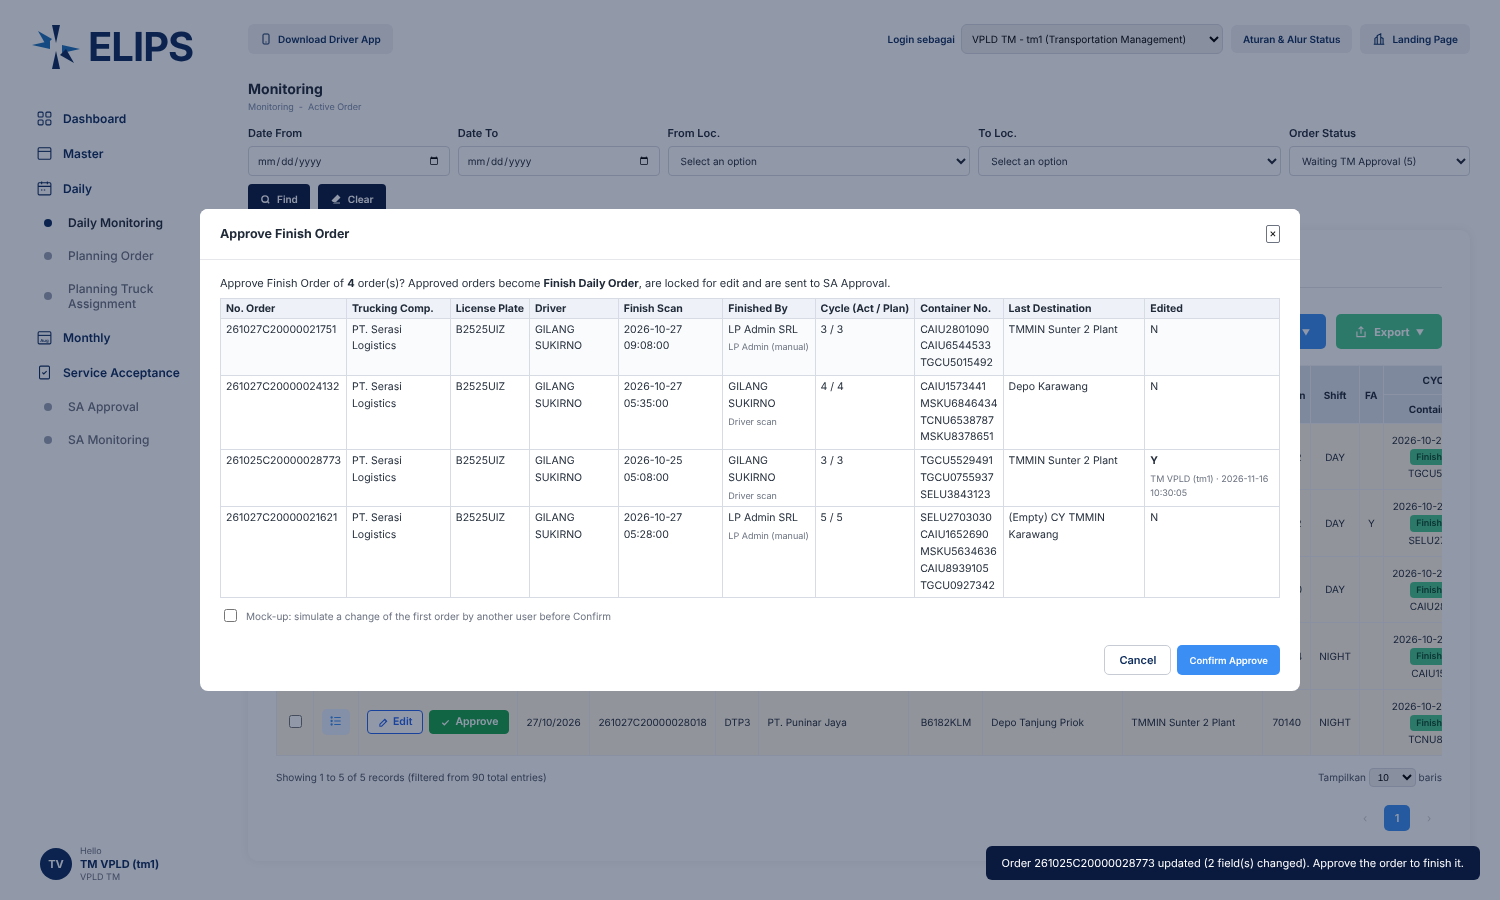 ELIPS
Download Driver App
Login sebagai
VPLD TM - tm1 (Transportation Management)
Aturan & Alur Status
Landing Page
Dashboard
Master
Daily
Daily Monitoring
Planning Order
Planning Truck
Assignment
Monthly
Service Acceptance
SA Approval
SA Monitoring
Monitoring
Monitoring - Active Order
Date From
Date To
From Loc.
To Loc.
Order Status
mm/dd/yyyy
mm/dd/yyyy
Select an option
Select an option
Waiting TM Approval (5)
Find
Clear
Approve Finish Order
Approve Finish Order of 4 order(s)? Approved orders become Finish Daily Order, are locked for edit and are sent to SA Approval.
No. Order Trucking Comp. License Plate Driver Finish Scan Finished By Cycle (Act / Plan) Container No. Last Destination Edited
261027C20000021751 PT. Serasi B2525UIZ GILANG 2026-10-27 LP Admin SRL 3 / 3 CAIU2801090 TMMIN Sunter 2 Plant N
Logistics SUKIRNO 09:08:00 LP Admin (manual) CAIU6544533
TGCU5015492
261027C20000024132 PT. Serasi B2525UIZ GILANG 2026-10-27 GILANG 4 / 4 CAIU1573441 Depo Karawang N
Logistics SUKIRNO 05:35:00 SUKIRNO MSKU6846434
Driver scan TCNU6538787
MSKU8378651
261025C20000028773 PT. Serasi B2525UIZ GILANG 2026-10-25 GILANG 3 / 3 TGCU5529491 TMMIN Sunter 2 Plant Y
Logistics SUKIRNO 05:08:00 SUKIRNO TGCU0755937 TM VPLD (tm1) · 2026-11-16
Driver scan SELU3843123 10:30:05
261027C20000021621 PT. Serasi B2525UIZ GILANG 2026-10-27 LP Admin SRL 5 / 5 SELU2703030 (Empty) CY TMMIN N
Logistics SUKIRNO 05:28:00 LP Admin (manual) CAIU1652690 Karawang
MSKU5634636
CAIU8939105
TGCU0927342
Mock-up: simulate a change of the first order by another user before Confirm
Cancel
Confirm Approve
Export
Shift FA
DAY
DAY Y
DAY
NIGHT
Edit Approve 27/10/2026 261027C20000028018 DTP3 PT. Puninar Jaya B6182KLM Depo Tanjung Priok TMMIN Sunter 2 Plant 70140 NIGHT
Showing 1 to 5 of 5 records (filtered from 90 total entries)
Tampilkan 10 baris
1
TV
Hello
TM VPLD (tm1)
VPLD TM
Order 261025C20000028773 updated (2 field(s) changed). Approve the order to finish it.